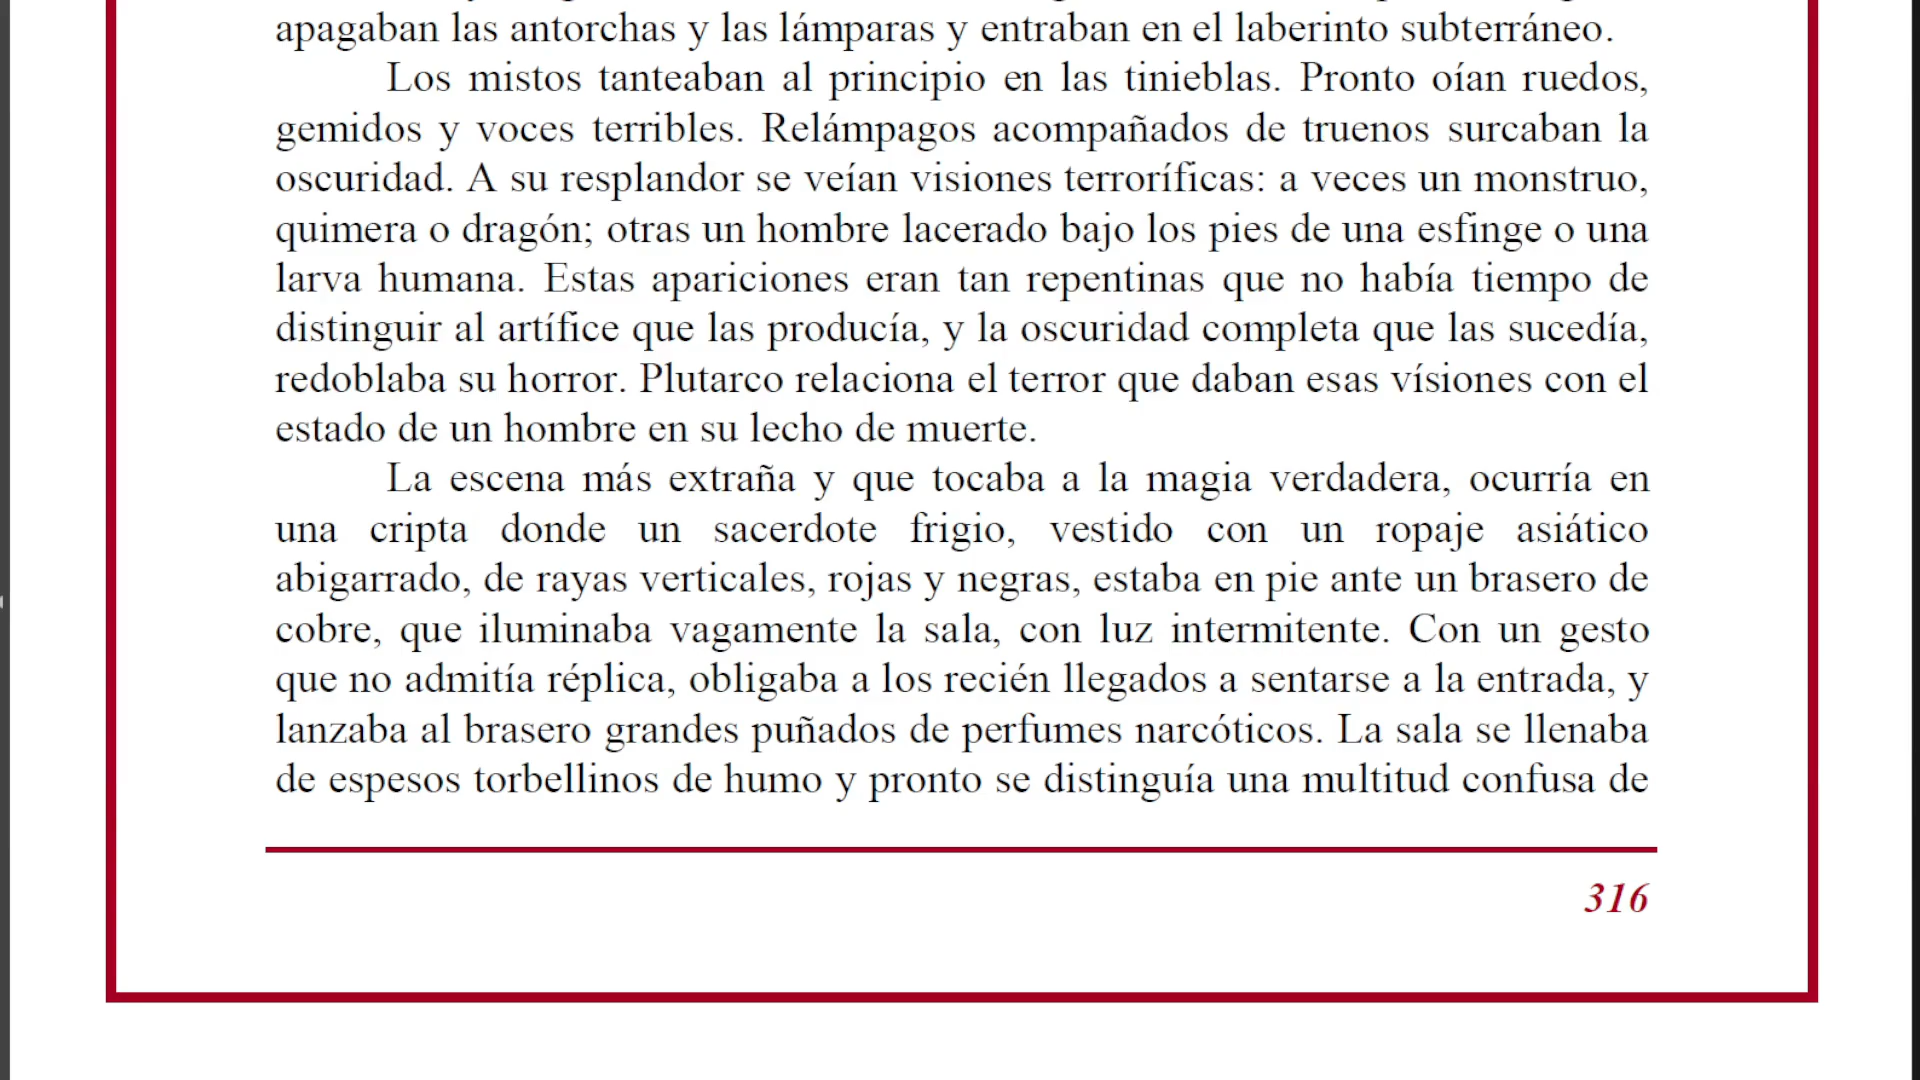 apagaban las antorchas y las lámparas y entraban en el laberinto subterráneo.
Los mistos tanteaban al principio en las tinieblas. Pronto oían ruedos,
gemidos y voces terribles. Relámpagos acompañados de truenos surcaban la
oscuridad. A su resplandor se veían visiones terroríficas: a veces un monstruo,
quimera o dragón; otras un hombre lacerado bajo los pies de una esfinge o una
larva humana. Estas apariciones eran tan repentinas que no había tiempo de
distinguir al artífice que las producía, y la oscuridad completa que las sucedía,
redoblaba su horror. Plutarco relaciona el terror que daban esas vísiones con el
estado de un hombre en su lecho de muerte.
La escena más extraña y que tocaba a la magia verdadera, ocurría en
una cripta donde un sacerdote frigio, vestido con un ropaje asiático
abigarrado, de rayas verticales, rojas y negras, estaba en pie ante un brasero de
cobre, que iluminaba vagamente la sala, con luz intermitente. Con un gesto
que no admitía réplica, obligaba a los recién llegados a sentarse a la entrada, y
lanzaba al brasero grandes puñados de perfumes narcóticos. La sala se llenaba
de espesos torbellinos de humo y pronto se distinguía una multitud confusa de
316